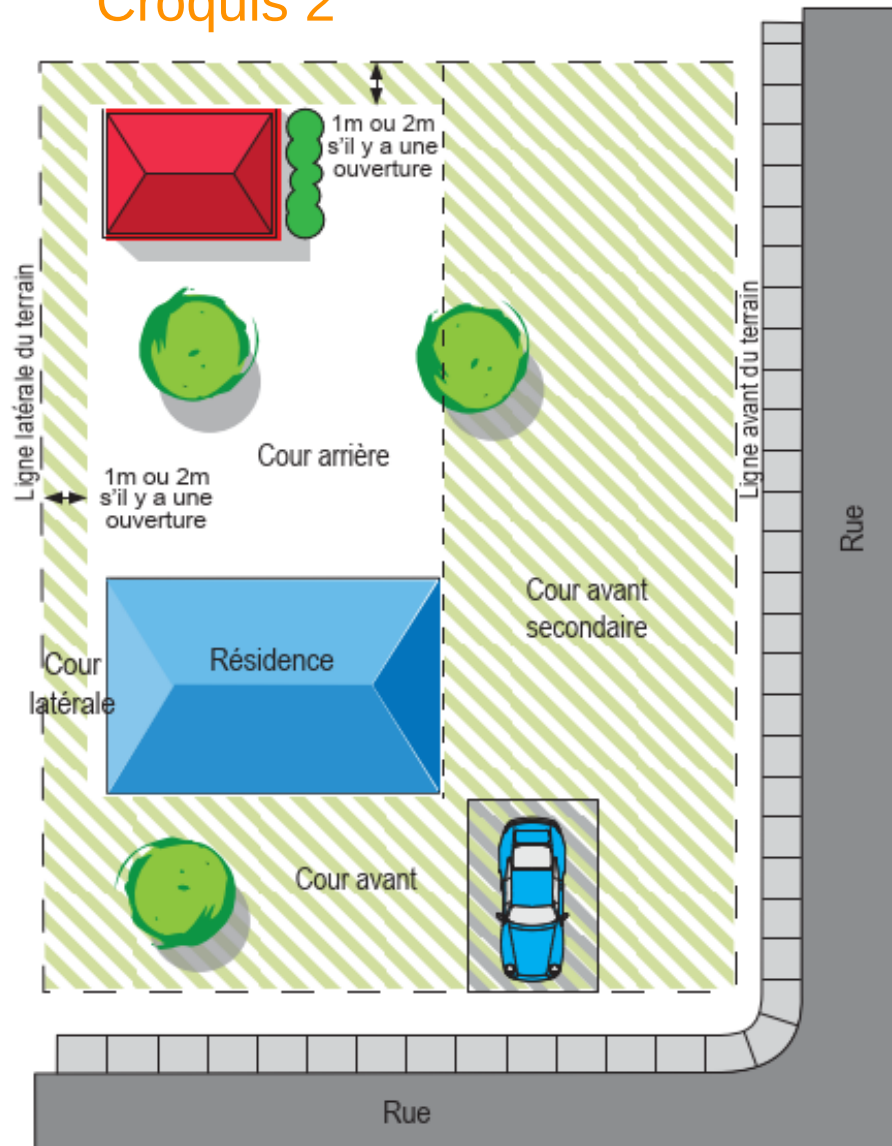 Croquis 2
1m ou 2m
s'il y a une
ouverture
Ligne latérale du terrain
Ligne avant du terrain
Cour arrière
1m ou 2m
s'il y a une
ouverture
Rue
Cour avant
secondaire
Résidence
Cour
latérale
Cour avant
Rue